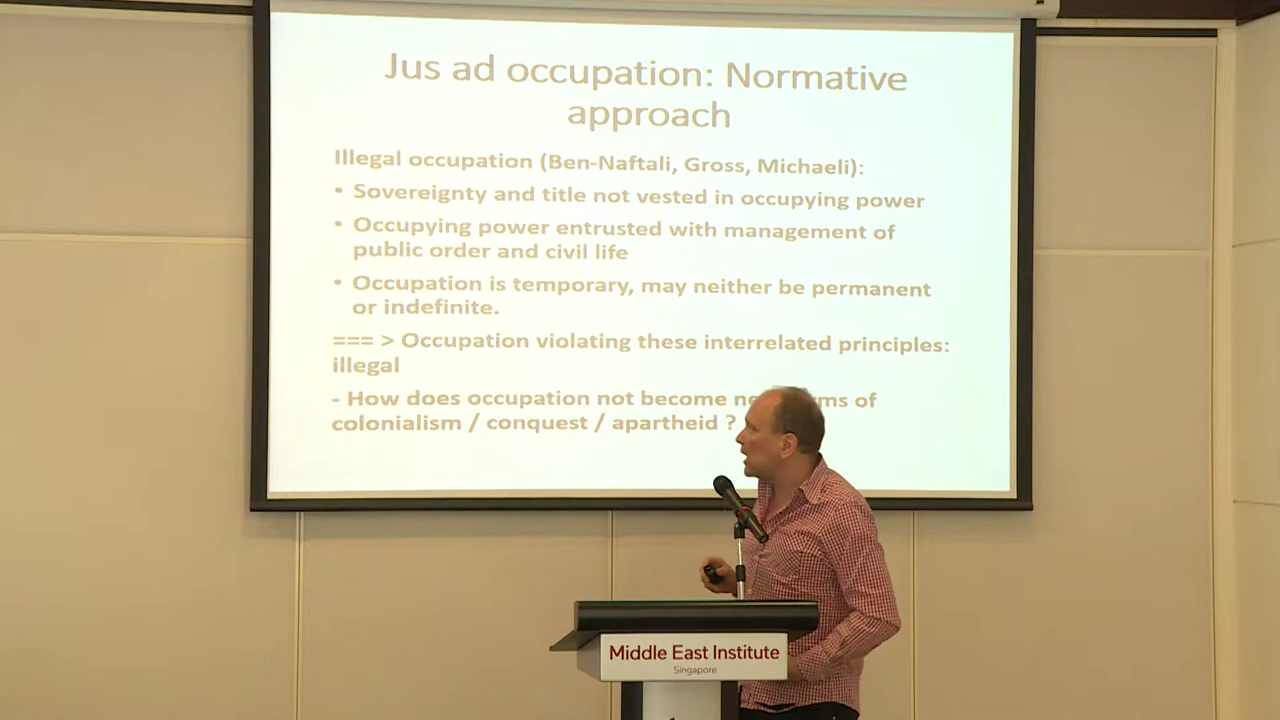 Jus ad occupation: Normative
approach
Illegal occupation (Ben-Naftali, Gross, Michaeli):
• Sovereignty and title not vested in occupying power
• Occupying power entrusted with management of
public order and civil life
• Occupation is temporary, may neither be permanent
or indefinite.
=== > Occupation violating these interrelated principles:
illegal
- How does occupation not become of
colonialism / conquest / apartheid ?
Middle East Institute
Singapore